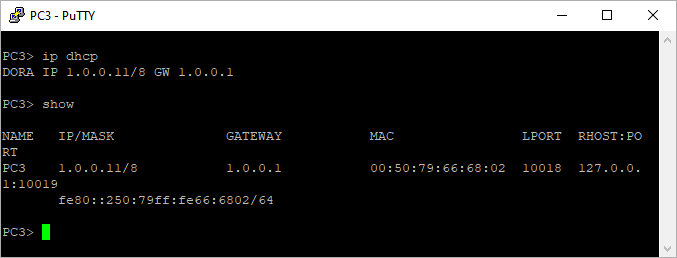 PC3 - PuTTY
PC3> ip dhcp
DORA IP 1.0.0.11/8 GW 1.0.0.1
PC3> show
NAME   IP/MASK              GATEWAY           MAC                LPORT  RHOST:PO
RT
PC3    1.0.0.11/8           1.0.0.1           00:50:79:66:68:02  10018  127.0.0.
1:10019
       fe80::250:79ff:fe66:6802/64
PC3>